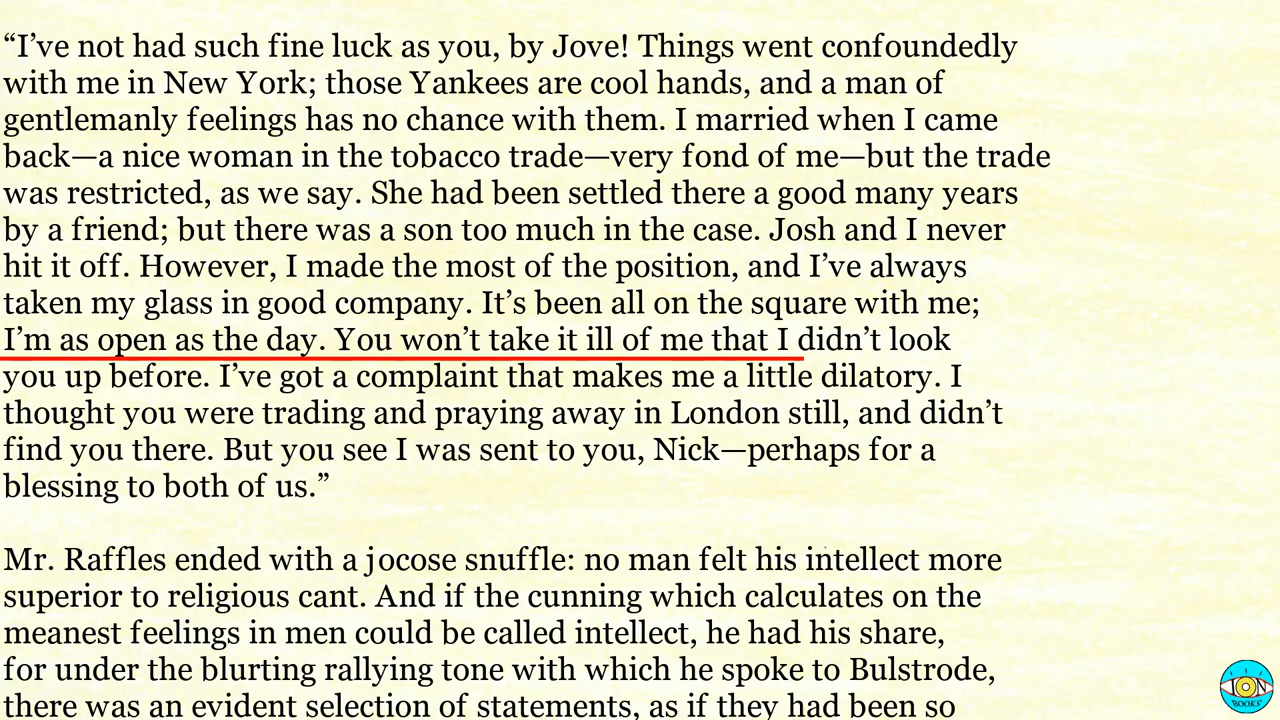 “I’ve not had such fine luck as you, by Jove! Things went confoundedly
with me in New York; those Yankees are cool hands, and a man of
gentlemanly feelings has no chance with them. I married when I came
back—a nice woman in the tobacco trade—very fond of me—but the trade
was restricted, as we say. She had been settled there a good many years
by a friend; but there was a son too much in the case. Josh and I never
hit it off. However, I made the most of the position, and I’ve always
taken my glass in good company. It’s been all on the square with me;
I’m as open as the day. You won’t take it ill of me that I didn’t look
you up before. I’ve got a complaint that makes me a little dilatory. I
thought you were trading and praying away in London still, and didn’t
find you there. But you see I was sent to you, Nick—perhaps for a
blessing to both of us.”
Mr. Raffles ended with a jocose snuffle: no man felt his intellect more
superior to religious cant. And if the cunning which calculates on the
meanest feelings in men could be called intellect, he had his share,
for under the blurting rallying tone with which he spoke to Bulstrode,
there was an evident selection of statements, as if they had been so
ION
BOOKS